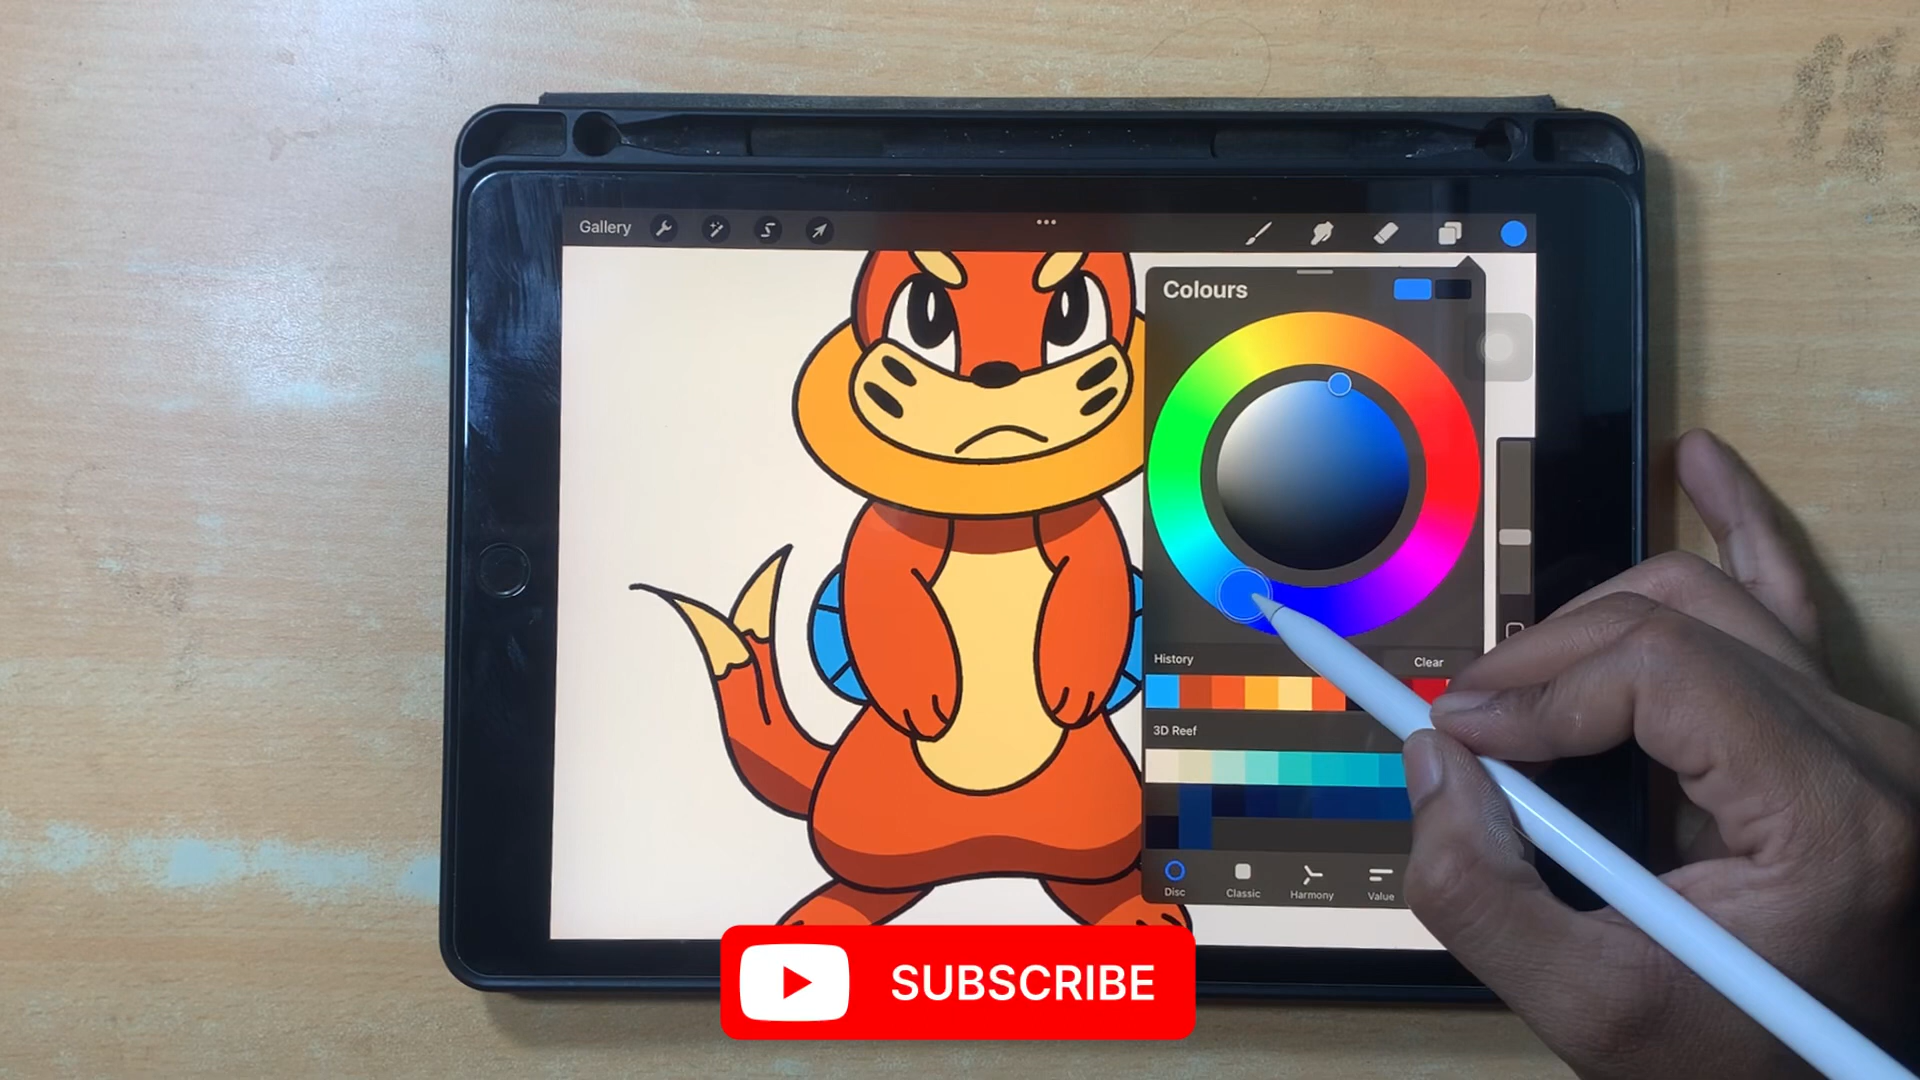 Gallery
Colours
History
Clear
3D Reef
Disc
Classic
Harmony
Value
SUBSCRIBE